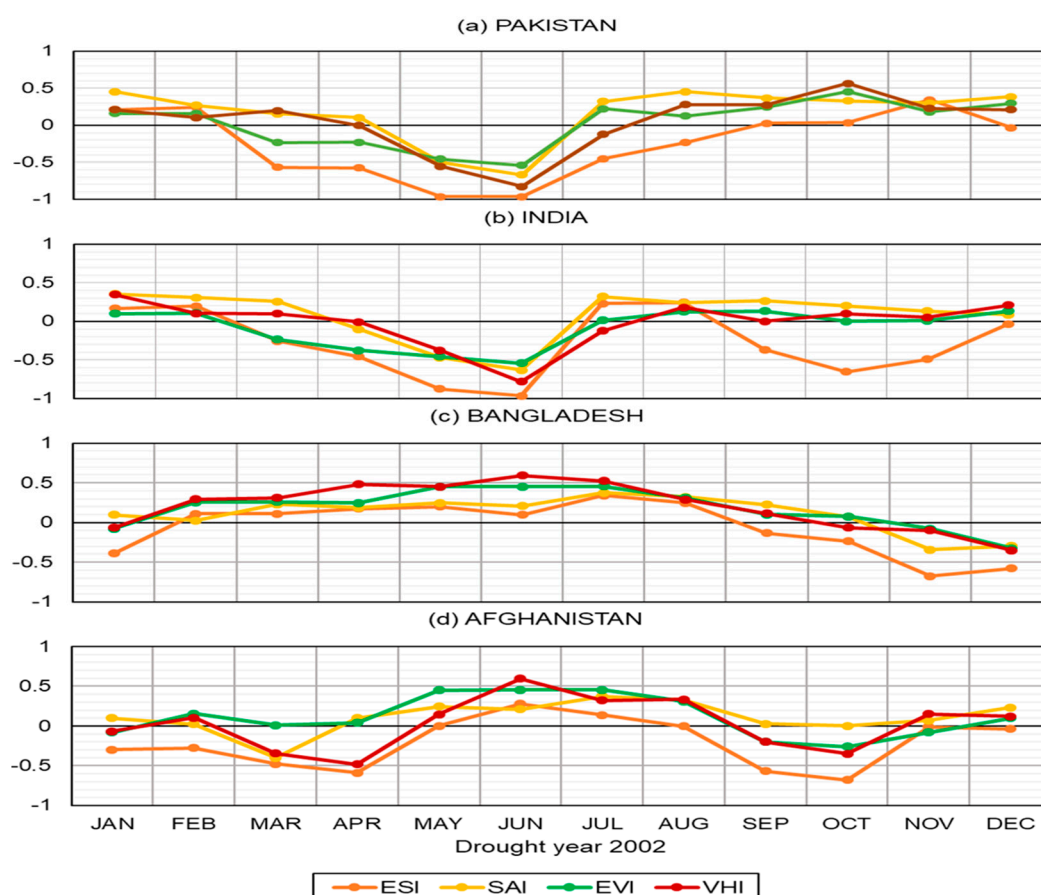 (a) PAKISTAN
1
0.5
0
-0.5
-1
(b) INDIA
1
0.5
0
-0.5
-1
(c) BANGLADESH
1
0.5
0
-0.5
-1
(d) AFGHANISTAN
1
0.5
0
-0.5
-1
JAN FEB MAR APR MAY JUN JUL AUG SEP OCT NOV DEC
Drought year 2002
ESI SAI EVI VHI